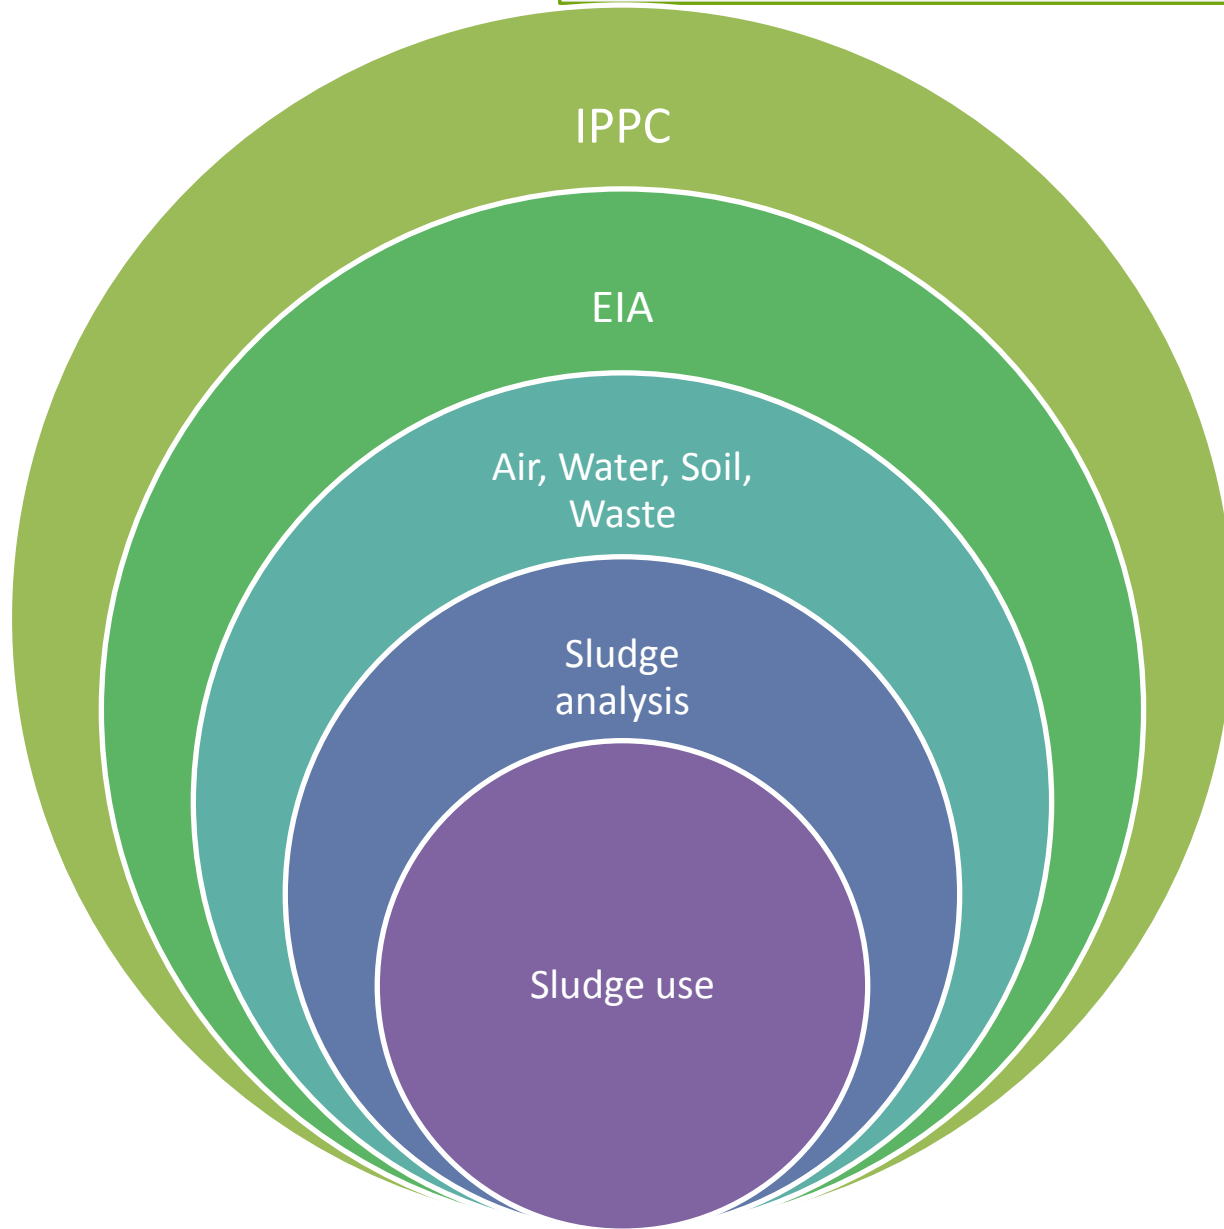 IPPC
EIA
Air, Water, Soil,
Waste
Sludge
analysis
Sludge use